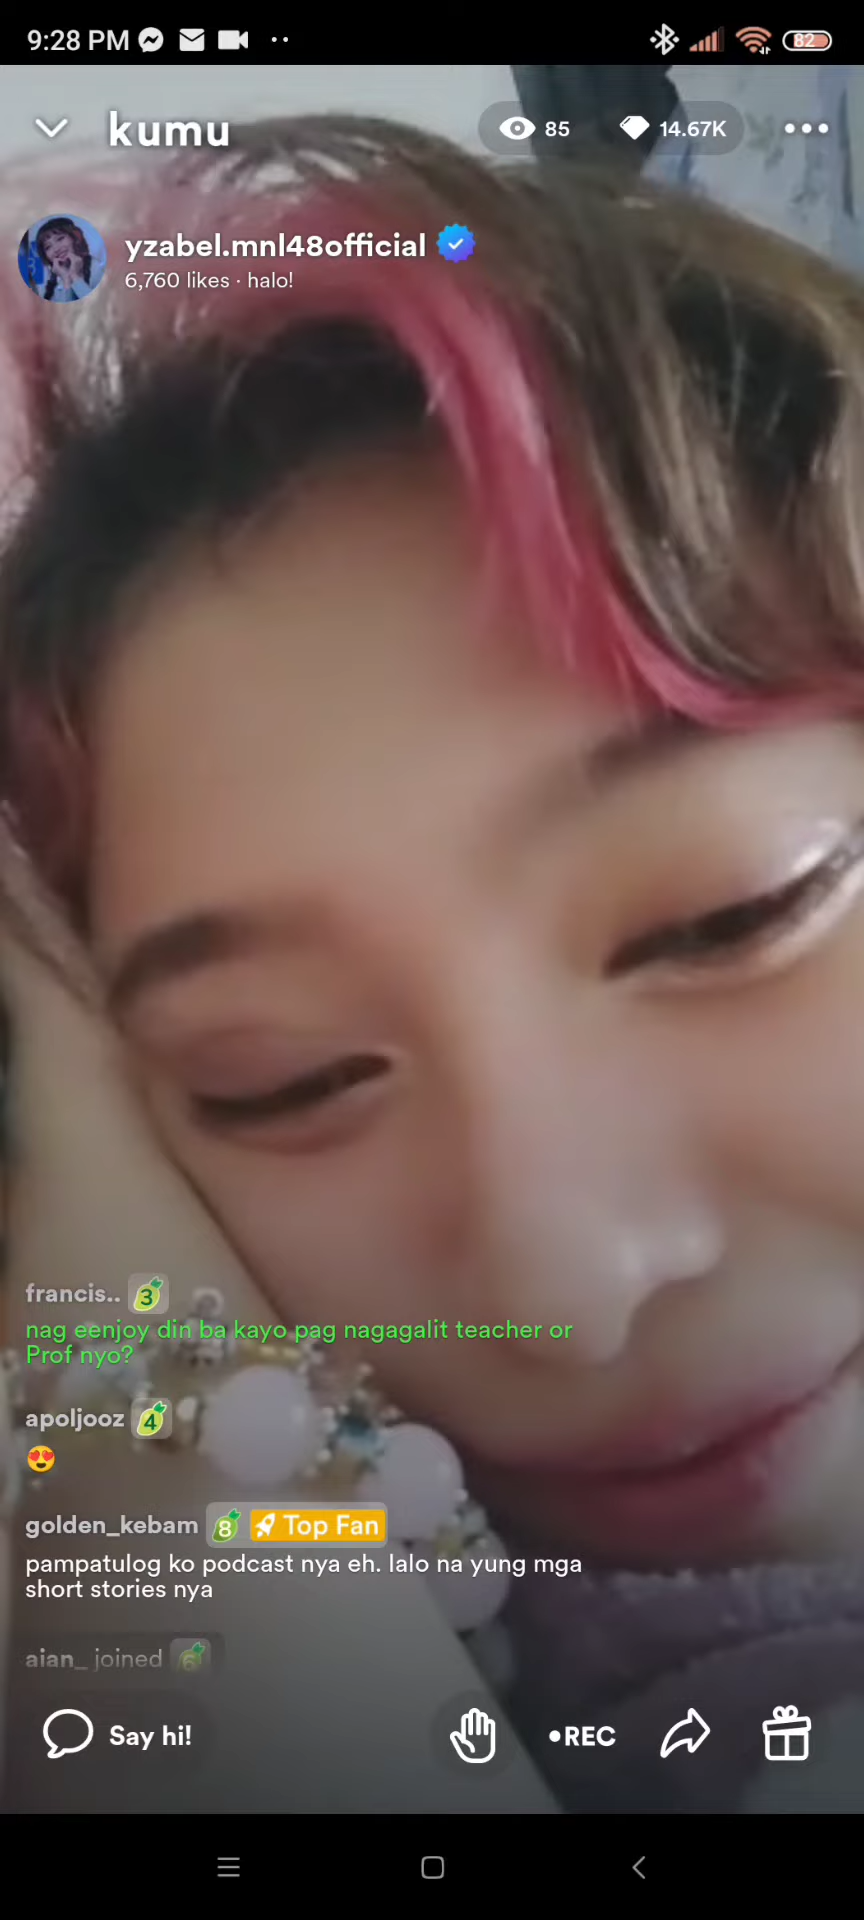 9:28 PM
82
kumu
85
14.67K
yzabel.mnl48official
6,760 likes · halo!
francis.. 3
nag eenjoy din ba kayo pag nagagalit teacher or
Prof nyo?
apoljooz 4
golden_kebam 8 Top Fan
pampatulog ko podcast nya eh. lalo na yung mga
short stories nya
aian_ joined 6
Say hi!
•REC